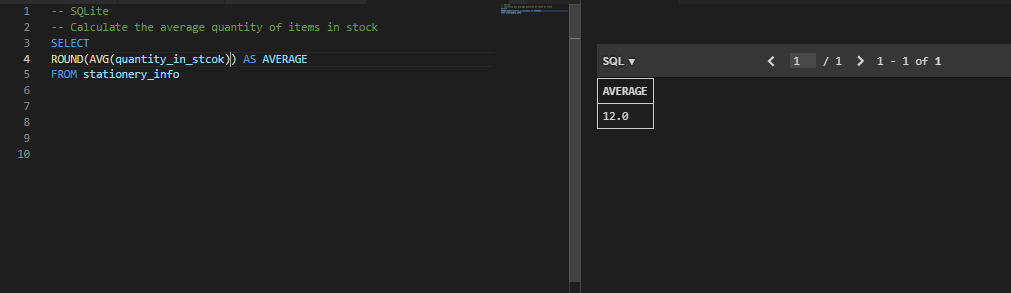 1 -- SQLite
2 -- Calculate the average quantity of items in stock
3 SELECT
4 ROUND(AVG(quantity_in_stcok)) AS AVERAGE
5 FROM stationery_info
6
7
8
9
10
SQL ▾ < 1 / 1 > 1 - 1 of 1
AVERAGE
12.0